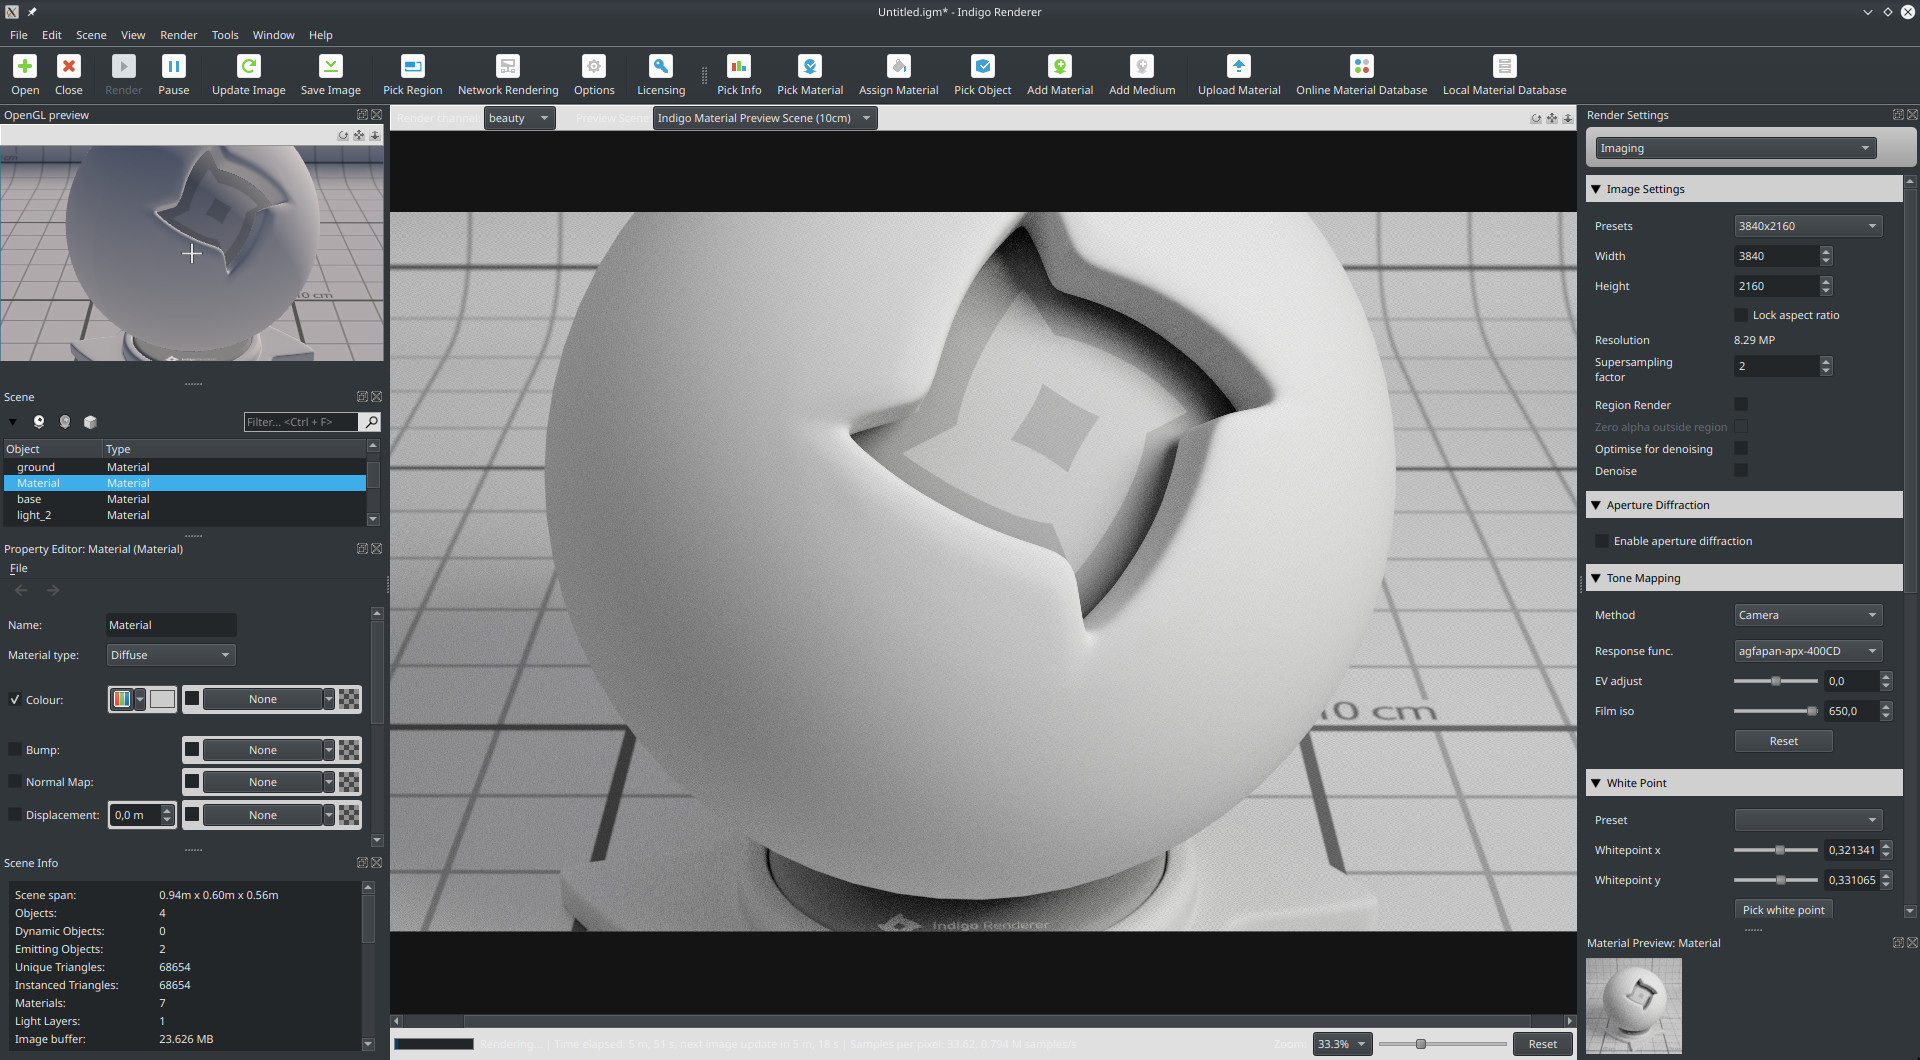 Untitled.igm* - Indigo Renderer
File Edit Scene View Render Tools Window Help
Open Close Render Pause Update Image Save Image Pick Region Network Rendering Options Licensing Pick Info Pick Material Assign Material Pick Object Add Material Add Medium Upload Material Online Material Database Local Material Database
OpenGL preview
cm
0 cm
Scene
Filter... <Ctrl + F>
Object Type
ground Material
Material Material
base Material
light_2 Material
Property Editor: Material (Material)
File
Name: Material
Material type: Diffuse
Colour: None
Bump: None
Normal Map: None
Displacement: 0,0 m None
Scene Info
Scene span: 0.94m x 0.60m x 0.56m
Objects: 4
Dynamic Objects: 0
Emitting Objects: 2
Unique Triangles: 68654
Instanced Triangles: 68654
Materials: 7
Light Layers: 1
Image buffer: 23.626 MB
Render channel: beauty Preview Scene: Indigo Material Preview Scene (10cm)
10 cm
Indigo Renderer
Rendering... | Time elapsed: 5 m, 51 s, next image update in 5 m, 18 s | Samples per pixel: 33.62, 0.794 M samples/s
Zoom: 33.3% Reset
Render Settings
Imaging
Image Settings
Presets 3840x2160
Width 3840
Height 2160
Lock aspect ratio
Resolution 8.29 MP
Supersampling
factor 2
Region Render
Zero alpha outside region
Optimise for denoising
Denoise
Aperture Diffraction
Enable aperture diffraction
Tone Mapping
Method Camera
Response func. agfapan-apx-400CD
EV adjust 0,0
Film iso 650,0
Reset
White Point
Preset
Whitepoint x 0,321341
Whitepoint y 0,331065
Pick white point
Material Preview: Material